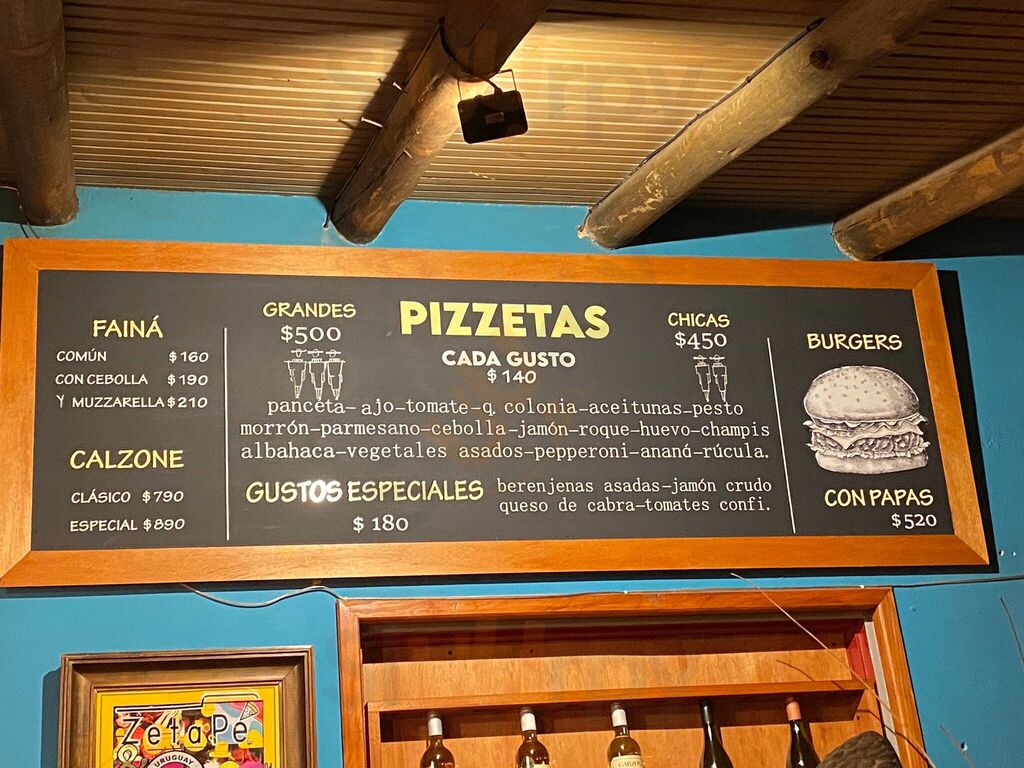 FAINÁ
COMÚN $160
CON CEBOLLA $190
Y MUZZARELLA $210
CALZONE
CLÁSICO $790
ESPECIAL $890
GRANDES
$500
PIZZETAS
CADA GUSTO
$140
CHICAS
$450
panceta-ajo-tomate-q. colonia-aceitunas-pesto
morrón-parmesano-cebolla-jamón-roque-huevo-champis
albahaca-vegetales asados-pepperoni-ananá-rúcula.
GUSTOS ESPECIALES
$180
berenjenas asadas-jamón crudo
queso de cabra-tomates confi.
BURGERS
CON PAPAS
$520
ZetaPe
URUGUAY